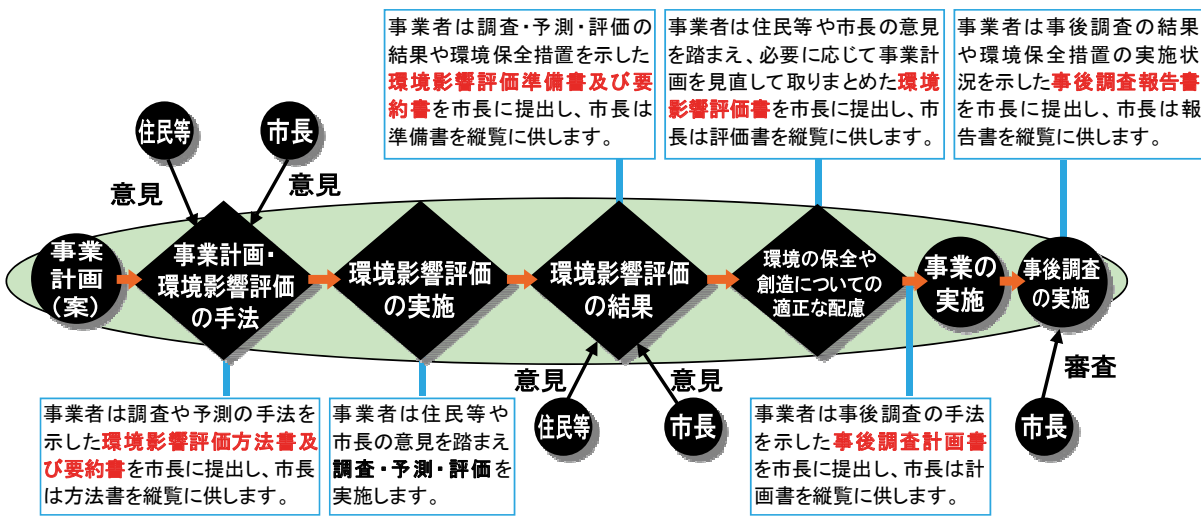 事業者は調査・予測・評価の
結果や環境保全措置を示した
環境影響評価準備書及び要
約書を市長に提出し、市長は
準備書を縦覧に供します。
事業者は住民等や市長の意見
を踏まえ、必要に応じて事業計
画を見直して取りまとめた環境
影響評価書を市長に提出し、市
長は評価書を縦覧に供します。
事業者は事後調査の結果
や環境保全措置の実施状
況を示した事後調査報告書
を市長に提出し、市長は報
告書を縦覧に供します。
住民等
市長
意見
意見
事業
計画
(案)
事業計画・
環境影響評価
の手法
環境影響評価
の実施
環境影響評価
の結果
環境の保全や
創造についての
適正な配慮
事業の
実施
事後調査
の実施
意見
意見
審査
住民等
市長
市長
事業者は調査や予測の手法を
示した環境影響評価方法書及
び要約書を市長に提出し、市長
は方法書を縦覧に供します。
事業者は住民等や
市長の意見を踏まえ
調査・予測・評価を
実施します。
事業者は事後調査の手法
を示した事後調査計画書
を市長に提出し、市長は計
画書を縦覧に供します。